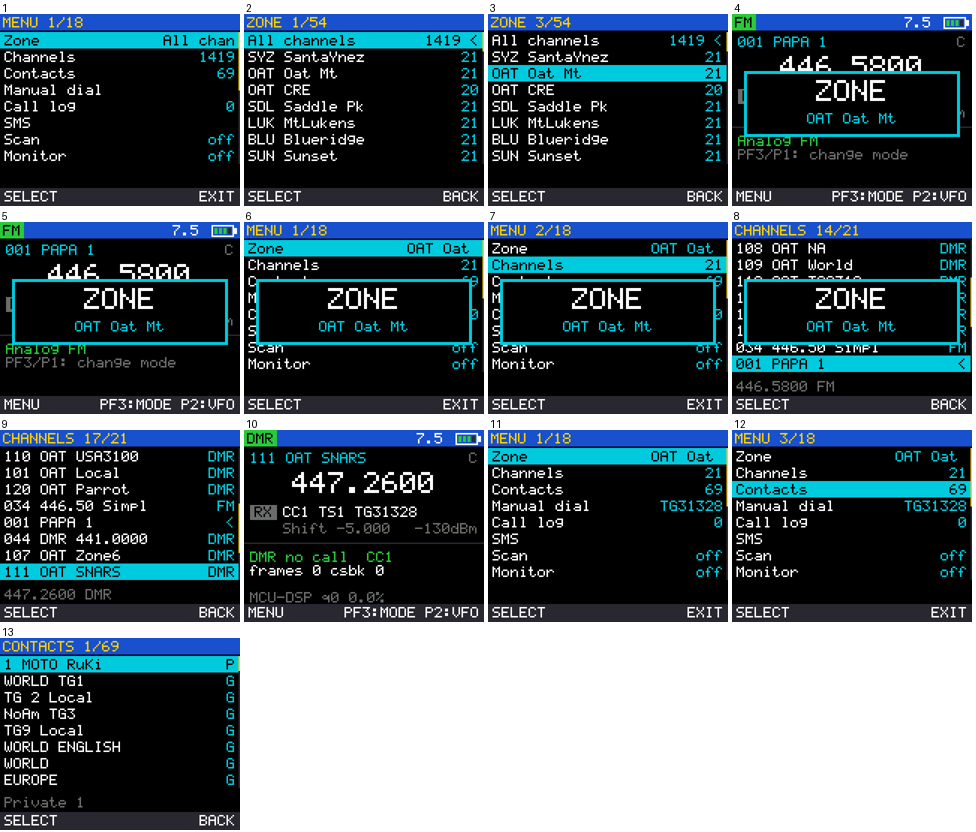 1
MENU 1/18
Zone All chan
Channels 1419
Contacts 69
Manual dial
Call log 0
SMS
Scan off
Monitor off
SELECT EXIT
2
ZONE 1/54
All channels 1419 <
SYZ SantaYnez 21
OAT Oat Mt 21
OAT CRE 20
SDL Saddle Pk 21
LUK MtLukens 21
BLU Blueridge 21
SUN Sunset 21
SELECT BACK
3
ZONE 3/54
All channels 1419 <
SYZ SantaYnez 21
OAT Oat Mt 21
OAT CRE 20
SDL Saddle Pk 21
LUK MtLukens 21
BLU Blueridge 21
SUN Sunset 21
SELECT BACK
4
FM 7.5
001 PAPA 1 C
446.5800
ZONE
OAT Oat Mt
Analog FM
PF3/P1: change mode
MENU PF3:MODE P2:VFO
5
FM 7.5
001 PAPA 1 C
446.5800
ZONE
OAT Oat Mt
Analog FM
PF3/P1: change mode
MENU PF3:MODE P2:VFO
6
MENU 1/18
Zone OAT Oat
Channels 21
ZONE
OAT Oat Mt
Scan off
Monitor off
SELECT EXIT
7
MENU 2/18
Zone OAT Oat
Channels 21
ZONE
OAT Oat Mt
Scan off
Monitor off
SELECT EXIT
8
CHANNELS 14/21
108 OAT NA DMR
109 OAT World DMR
ZONE
OAT Oat Mt
034 446.50 Simpl FM
001 PAPA 1 <
446.5800 FM
SELECT BACK
9
CHANNELS 17/21
110 OAT USA3100 DMR
101 OAT Local DMR
120 OAT Parrot DMR
034 446.50 Simpl FM
001 PAPA 1 <
044 DMR 441.0000 DMR
107 OAT Zone6 DMR
111 OAT SNARS DMR
447.2600 DMR
SELECT BACK
10
DMR 7.5
111 OAT SNARS C
447.2600
RX CC1 TS1 TG31328
Shift -5.000 -130dBm
DMR no call CC1
frames 0 csbk 0
MCU-DSP 0 0.0%
MENU PF3:MODE P2:VFO
11
MENU 1/18
Zone OAT Oat
Channels 21
Contacts 69
Manual dial TG31328
Call log 0
SMS
Scan off
Monitor off
SELECT EXIT
12
MENU 3/18
Zone OAT Oat
Channels 21
Contacts 69
Manual dial TG31328
Call log 0
SMS
Scan off
Monitor off
SELECT EXIT
13
CONTACTS 1/69
1 MOTO RuKi P
WORLD TG1 G
TG 2 Local G
NoAm TG3 G
TG9 Local G
WORLD ENGLISH G
WORLD G
EUROPE G
Private 1
SELECT BACK